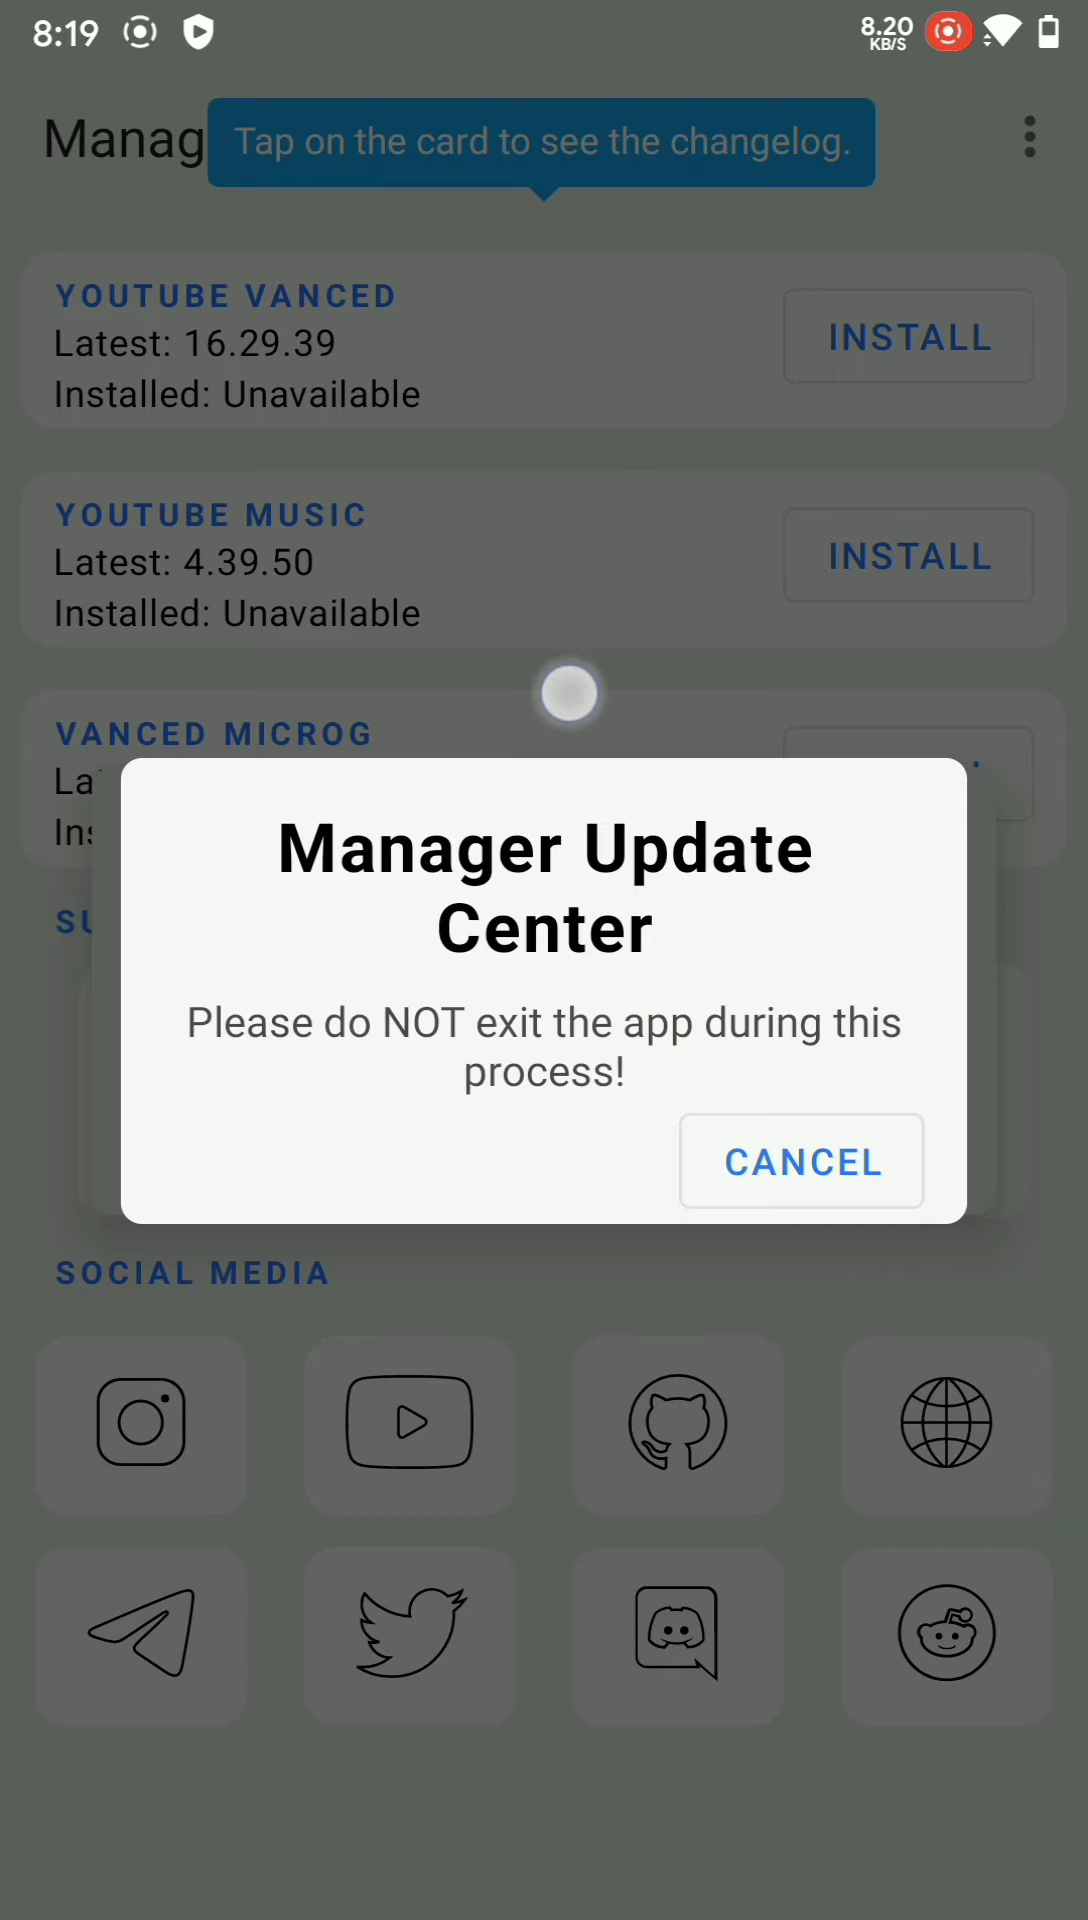 8:19
8.20
KB/S
Manag
Tap on the card to see the changelog.
YOUTUBE VANCED
Latest: 16.29.39
Installed: Unavailable
INSTALL
YOUTUBE MUSIC
Latest: 4.39.50
Installed: Unavailable
INSTALL
VANCED MICROG
La
Ins
SU
Manager Update
Center
Please do NOT exit the app during this
process!
CANCEL
SOCIAL MEDIA